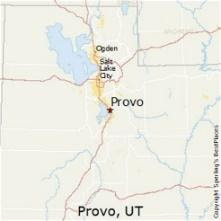 Ogden
Salt
Lake
City
Provo
Provo, UT
Copyright Sperling's BestPlaces